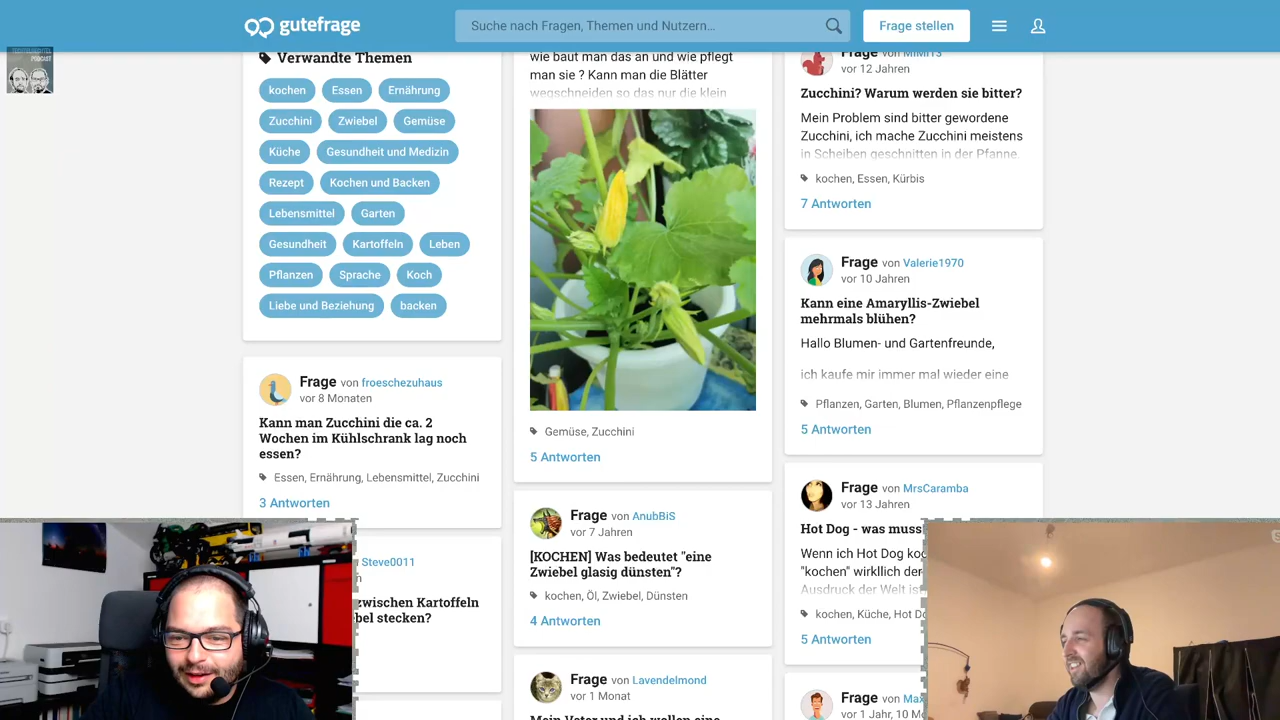 gutefrage
Suche nach Fragen, Themen und Nutzern...
Frage stellen
PODCAST
Verwandte Themen
kochen
Essen
Ernährung
Zucchini
Zwiebel
Gemüse
Küche
Gesundheit und Medizin
Rezept
Kochen und Backen
Lebensmittel
Garten
Gesundheit
Kartoffeln
Leben
Pflanzen
Sprache
Koch
Liebe und Beziehung
backen
Frage von froeschezuhaus
vor 8 Monaten
Kann man Zucchini die ca. 2
Wochen im Kühlschrank lag noch
essen?
Essen, Ernährung, Lebensmittel, Zucchini
3 Antworten
Steve0011
zwischen Kartoffeln
stecken?
wie baut man das an und wie pflegt
man sie ? Kann man die Blätter
wegschneiden so das nur die klein
Gemüse, Zucchini
5 Antworten
Frage von AnubBiS
vor 7 Jahren
[KOCHEN] Was bedeutet "eine
Zwiebel glasig dünsten"?
kochen, Öl, Zwiebel, Dünsten
4 Antworten
Frage von Lavendelmond
vor 1 Monat
Mein Vater und ich wollen eine
Frage von MiMi13
vor 12 Jahren
Zucchini? Warum werden sie bitter?
Mein Problem sind bitter gewordene
Zucchini, ich mache Zucchini meistens
in Scheiben geschnitten in der Pfanne.
kochen, Essen, Kürbis
7 Antworten
Frage von Valerie1970
vor 10 Jahren
Kann eine Amaryllis-Zwiebel
mehrmals blühen?
Hallo Blumen- und Gartenfreunde,
ich kaufe mir immer mal wieder eine
Pflanzen, Garten, Blumen, Pflanzenpflege
5 Antworten
Frage von MrsCaramba
vor 13 Jahren
Hot Dog - was muss
Wenn ich Hot Dog
"kochen" wirkllich
Ausdruck der Welt
kochen, Küche, Hot
5 Antworten
Frage von
vor 1 Jahr, 10